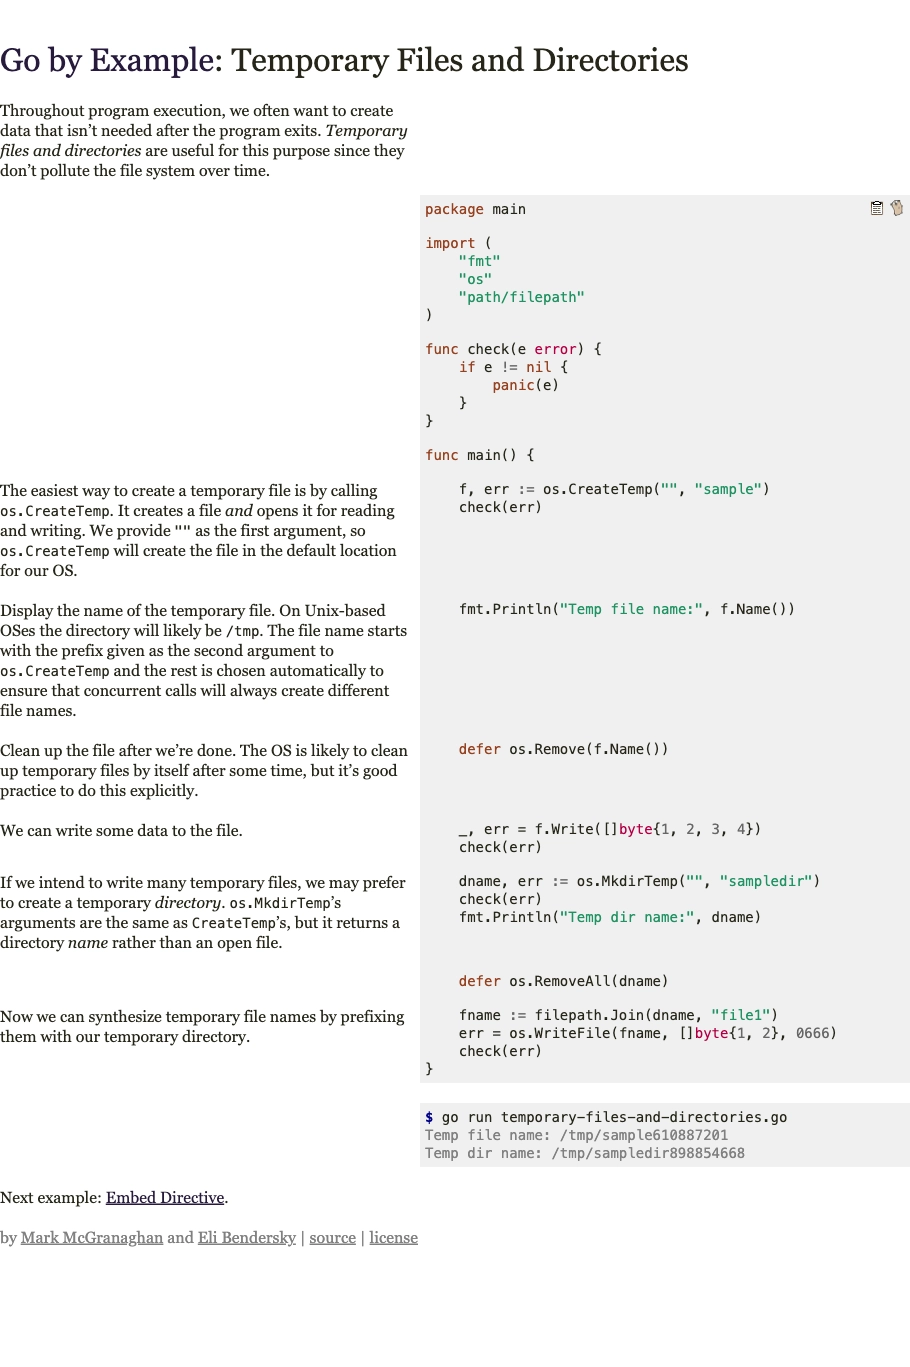 Go by Example: Temporary Files and Directories
Throughout program execution, we often want to create
data that isn’t needed after the program exits. Temporary
files and directories are useful for this purpose since they
don’t pollute the file system over time.
package main
import (
    "fmt"
    "os"
    "path/filepath"
)
func check(e error) {
    if e != nil {
        panic(e)
    }
}
func main() {
The easiest way to create a temporary file is by calling
os.CreateTemp. It creates a file and opens it for reading
and writing. We provide "" as the first argument, so
os.CreateTemp will create the file in the default location
for our OS.
    f, err := os.CreateTemp("", "sample")
    check(err)
Display the name of the temporary file. On Unix-based
OSes the directory will likely be /tmp. The file name starts
with the prefix given as the second argument to
os.CreateTemp and the rest is chosen automatically to
ensure that concurrent calls will always create different
file names.
    fmt.Println("Temp file name:", f.Name())
Clean up the file after we’re done. The OS is likely to clean
up temporary files by itself after some time, but it’s good
practice to do this explicitly.
    defer os.Remove(f.Name())
We can write some data to the file.
    _, err = f.Write([]byte{1, 2, 3, 4})
    check(err)
If we intend to write many temporary files, we may prefer
to create a temporary directory. os.MkdirTemp’s
arguments are the same as CreateTemp’s, but it returns a
directory name rather than an open file.
    dname, err := os.MkdirTemp("", "sampledir")
    check(err)
    fmt.Println("Temp dir name:", dname)
    defer os.RemoveAll(dname)
Now we can synthesize temporary file names by prefixing
them with our temporary directory.
    fname := filepath.Join(dname, "file1")
    err = os.WriteFile(fname, []byte{1, 2}, 0666)
    check(err)
}
$ go run temporary-files-and-directories.go
Temp file name: /tmp/sample610887201
Temp dir name: /tmp/sampledir898854668
Next example: Embed Directive.
by Mark McGranaghan and Eli Bendersky | source | license